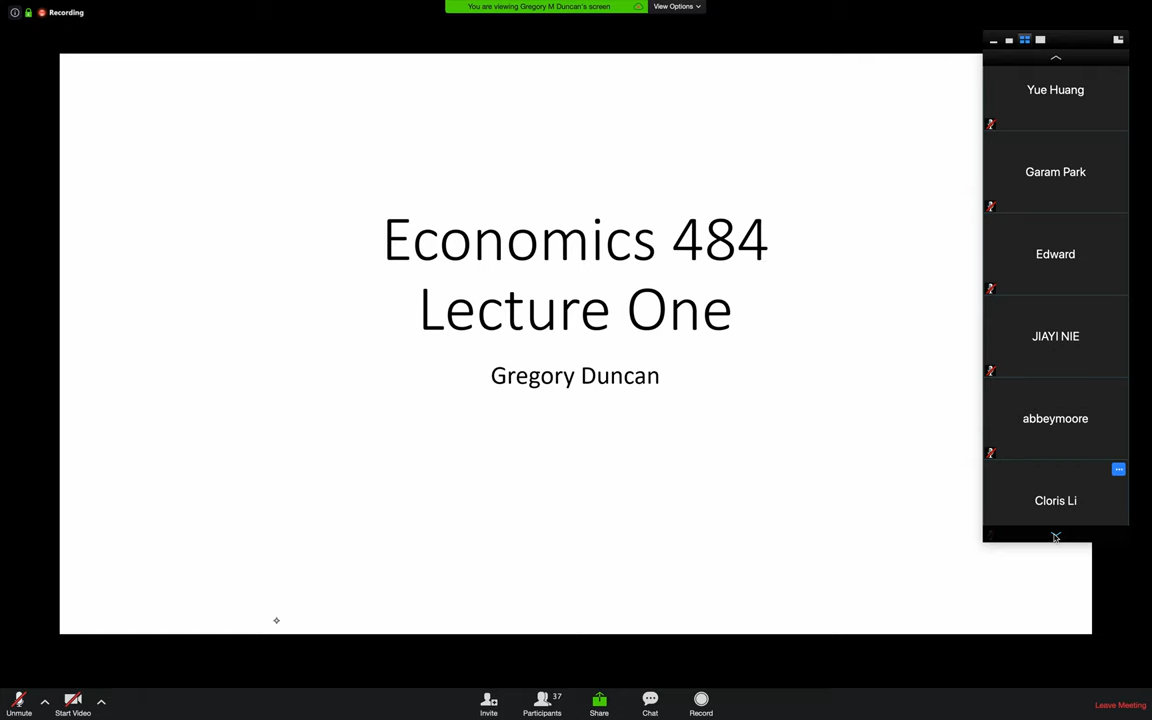 Recording
You are viewing Gregory M Duncan's screen
View Options
Yue Huang
Garam Park
Edward
JIAYI NIE
abbeymoore
Cloris Li
Economics 484
Lecture One
Gregory Duncan
Unmute
Start Video
Invite
37
Participants
Share
Chat
Record
Leave Meeting